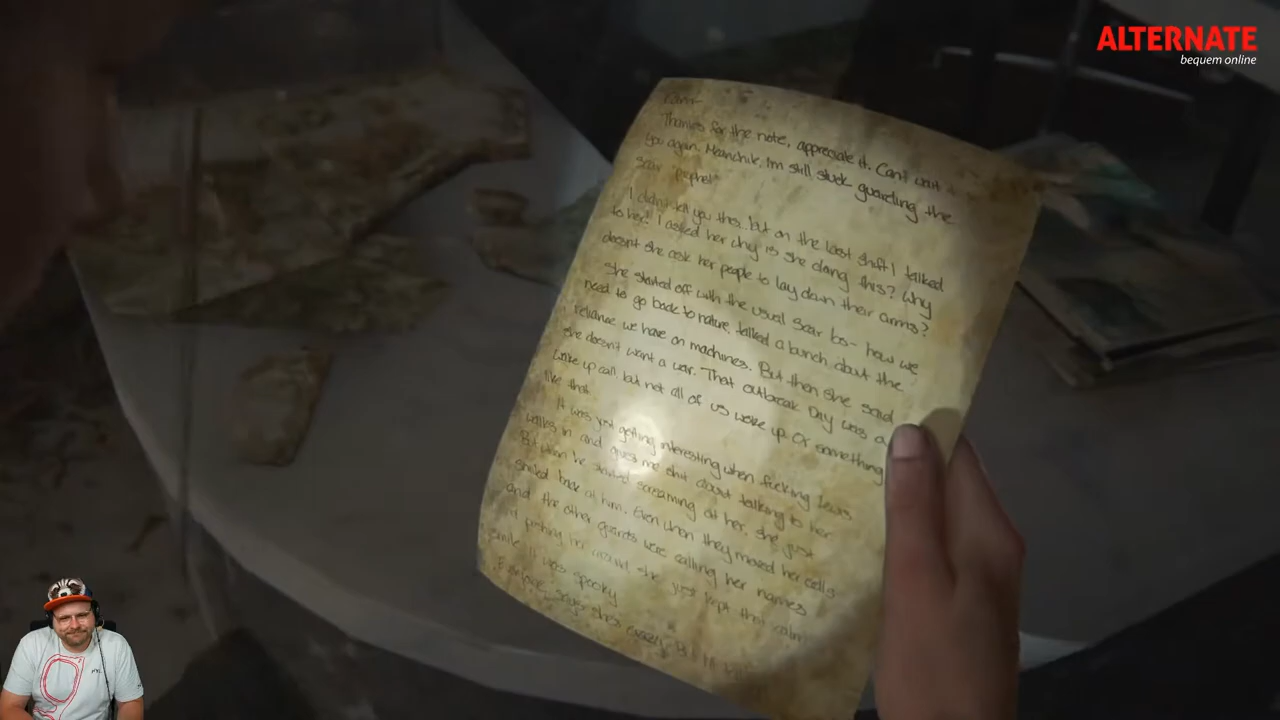 ALTERNATE
bequem online
Thanks for the note, appreciate it. Can't wait
you again. Meanwhile, I'm still stuck guarding the
Scar "prophet"
I didn't tell you this, but on the last shift I talked
to her! I asked her why is she doing this? Why
doesn't she ask her people to lay down their arms?
She started off with the usual Scar bs- how we
need to go back to nature, talked a bunch about the
reliance we have on machines. But then she said
she doesn't want a war. That outbreak Day was a
wake up call but not all of us woke up. Or something
like that
It was just getting interesting when fucking
walks in and gives me shit about talking to her
But when he started screaming at her, she just
smiled back at him. Even when they moved her cells
and the other guards were calling her names
pushing her around she just kept that calm
smile. It was spooky
says she's crazy. But